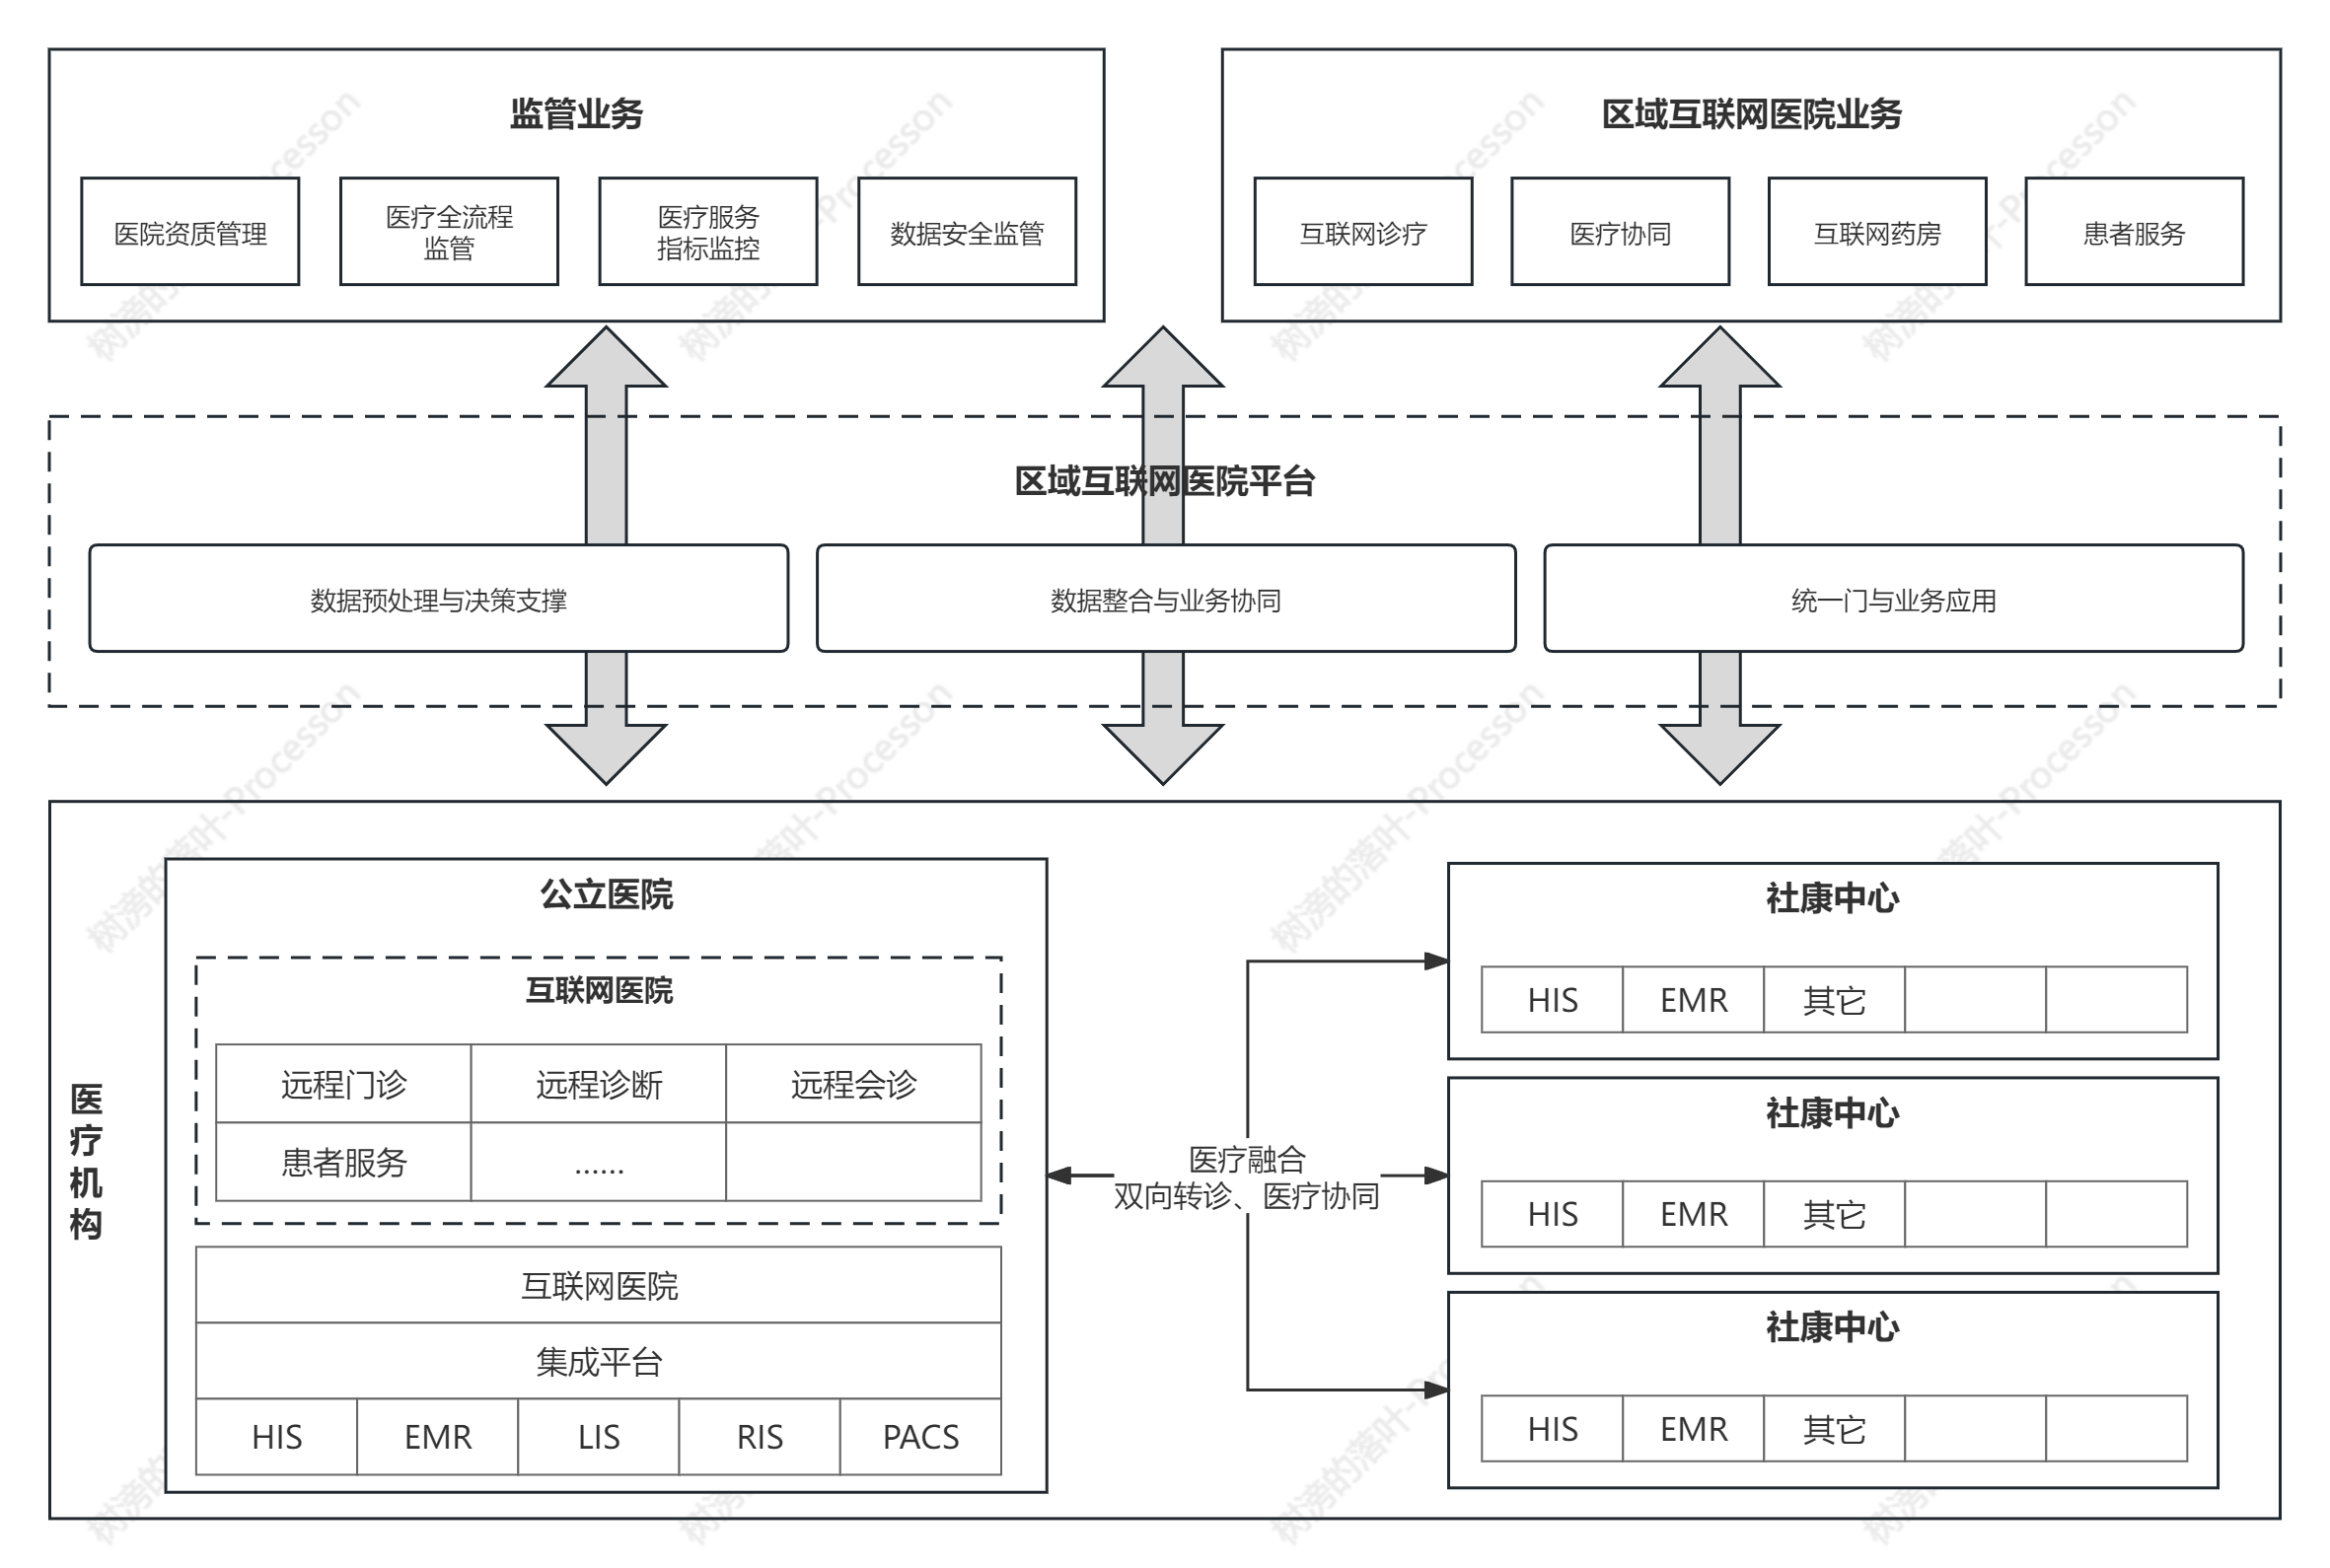 监管业务
医院资质管理
医疗全流程
监管
医疗服务
指标监控
数据安全监管
区域互联网医院业务
互联网诊疗
医疗协同
互联网药房
患者服务
区域互联网医院平台
数据预处理与决策支撑
数据整合与业务协同
统一门与业务应用
医疗机构
公立医院
互联网医院
远程门诊
远程诊断
远程会诊
患者服务
......
互联网医院
集成平台
HIS
EMR
LIS
RIS
PACS
医疗融合
双向转诊、医疗协同
社康中心
HIS
EMR
其它
社康中心
HIS
EMR
其它
社康中心
HIS
EMR
其它
树滂的落叶-Processon